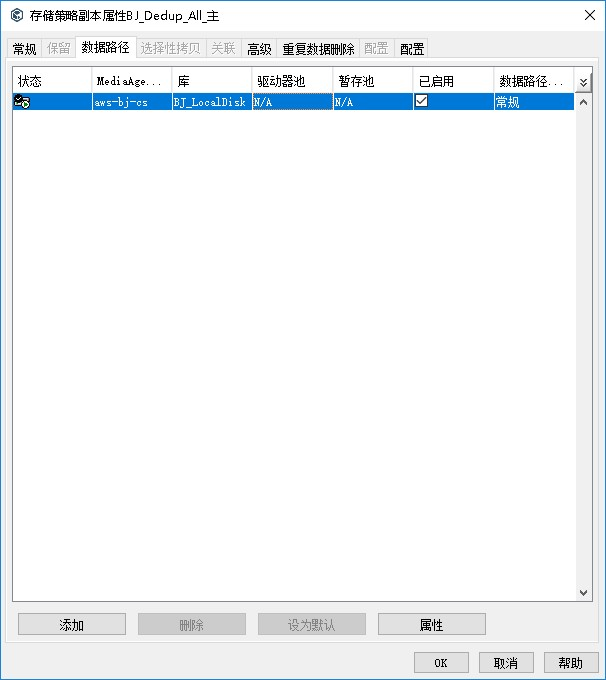 存储策略副本属性BJ_Dedup_All_主
常规 保留 数据路径 选择性拷贝 关联 高级 重复数据删除 配置 配置
状态 MediaAge... 库 驱动器池 暂存池 已启用 数据路径...
aws-bj-cs BJ_LocalDisk N/A N/A 常规
添加 删除 设为默认 属性
OK 取消 帮助